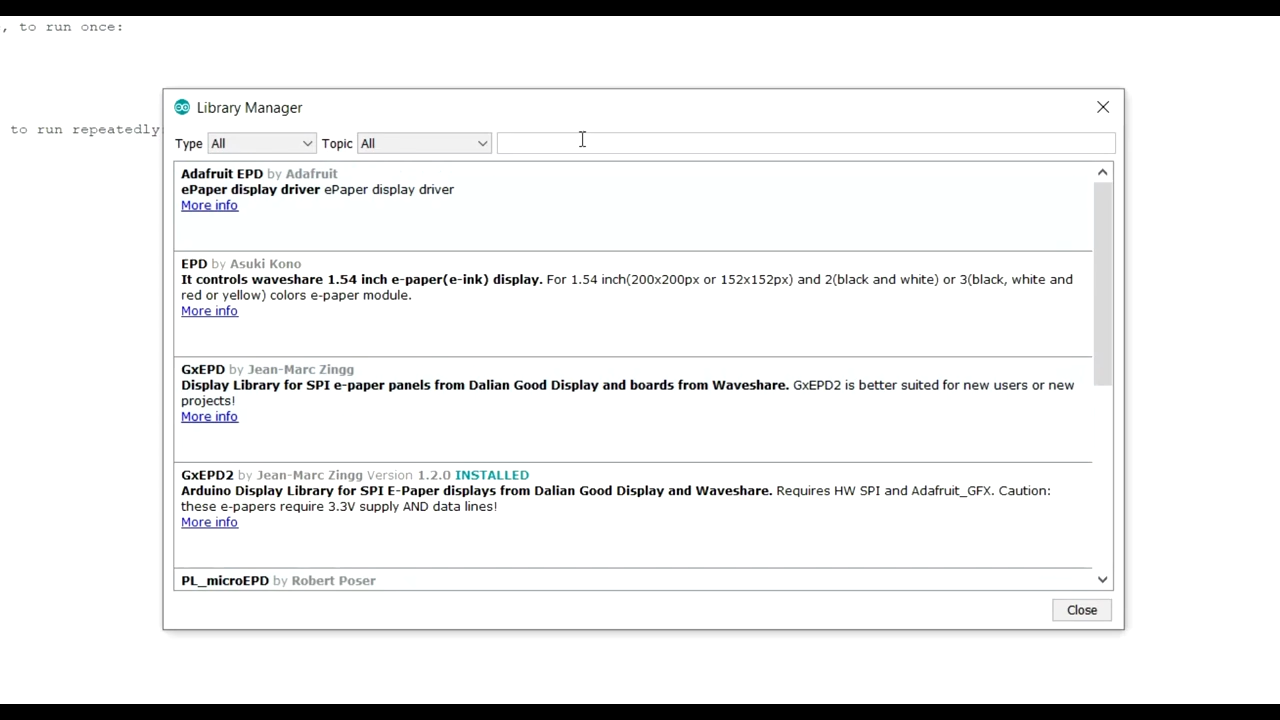 , to run once:
to run repeatedly
Library Manager
Type All Topic All
Adafruit EPD by Adafruit
ePaper display driver ePaper display driver
More info
EPD by Asuki Kono
It controls waveshare 1.54 inch e-paper(e-ink) display. For 1.54 inch(200x200px or 152x152px) and 2(black and white) or 3(black, white and
red or yellow) colors e-paper module.
More info
GxEPD by Jean-Marc Zingg
Display Library for SPI e-paper panels from Dalian Good Display and boards from Waveshare. GxEPD2 is better suited for new users or new
projects!
More info
GxEPD2 by Jean-Marc Zingg Version 1.2.0 INSTALLED
Arduino Display Library for SPI E-Paper displays from Dalian Good Display and Waveshare. Requires HW SPI and Adafruit_GFX. Caution:
these e-papers require 3.3V supply AND data lines!
More info
PL_microEPD by Robert Poser
Close